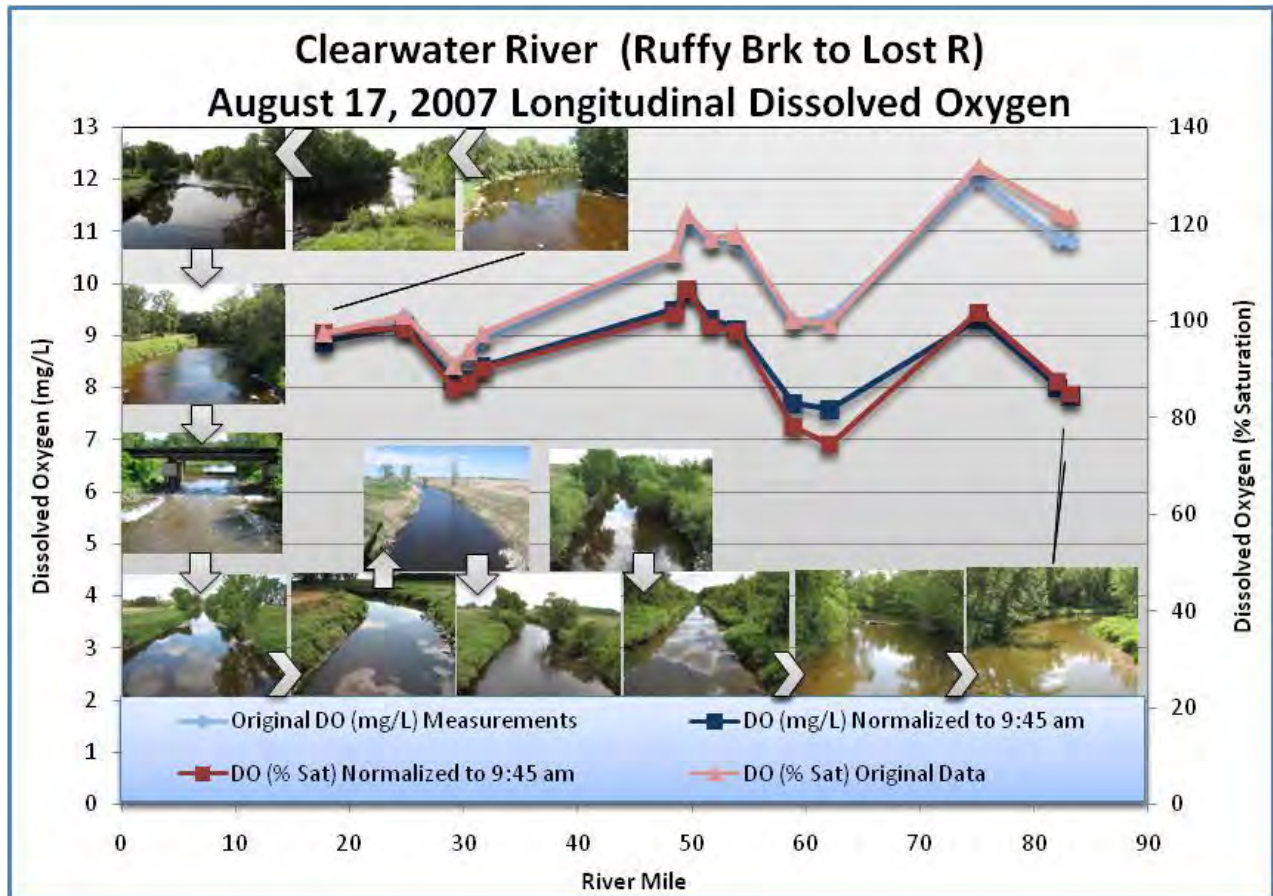 Clearwater River (Ruffy Brk to Lost R)
August 17, 2007 Longitudinal Dissolved Oxygen
Dissolved Oxygen (mg/L)
13
12
11
10
9
8
7
6
5
4
3
2
1
0
140
120
100
80
60
40
20
0
Dissolved Oxygen (% Saturation)
Original DO (mg/L) Measurements
DO (mg/L) Normalized to 9:45 am
DO (% Sat) Normalized to 9:45 am
DO (% Sat) Original Data
0 10 20 30 40 50 60 70 80 90
River Mile